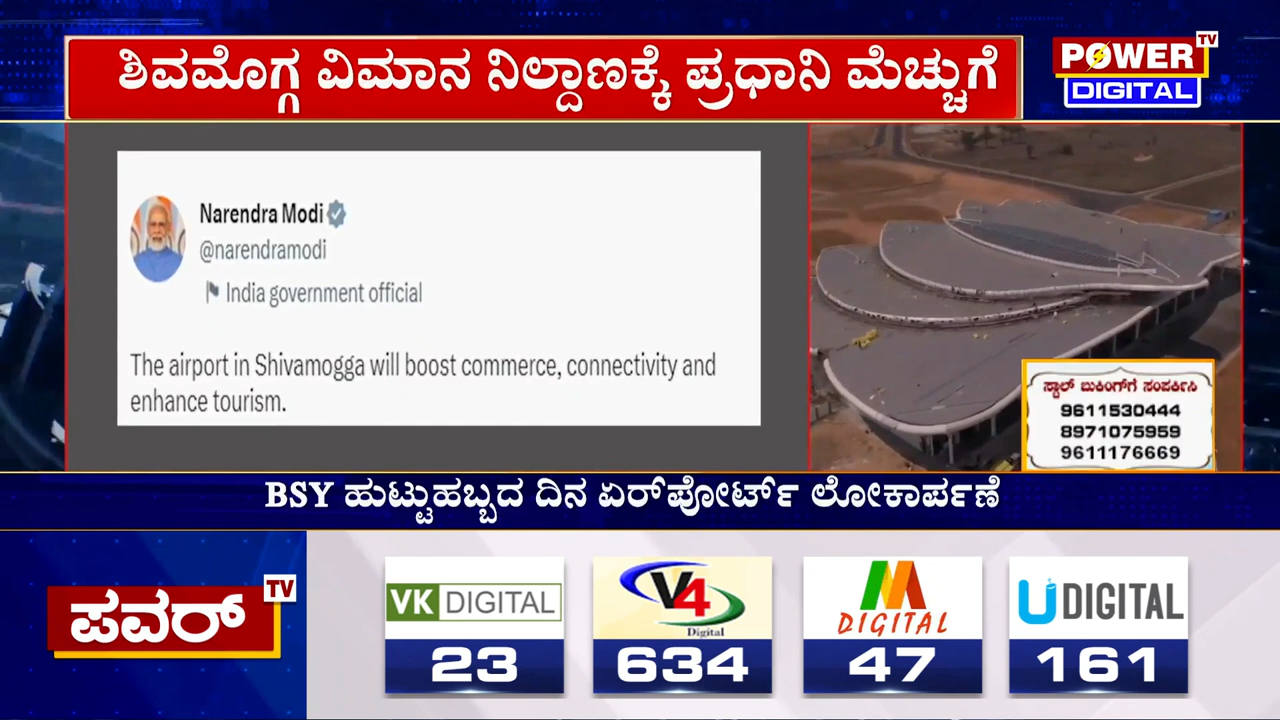 ಶಿವಮೊಗ್ಗ ವಿಮಾನ ನಿಲ್ದಾಣಕ್ಕೆ ಪ್ರಧಾನಿ ಮೆಚ್ಚುಗೆ
POWER TV
DIGITAL
Narendra Modi
@narendramodi
India government official
The airport in Shivamogga will boost commerce, connectivity and
enhance tourism.
ಸ್ಟಾಲ್ ಬುಕಿಂಗ್‌ಗೆ ಸಂಪರ್ಕಿಸಿ
9611530444
8971075959
9611176669
BSY ಹುಟ್ಟುಹಬ್ಬದ ದಿನ ಏರ್‌ಪೋರ್ಟ್ ಲೋಕಾರ್ಪಣೆ
ಪವರ್ TV
VK DIGITAL
23
V4 Digital
634
M DIGITAL
47
U DIGITAL
161